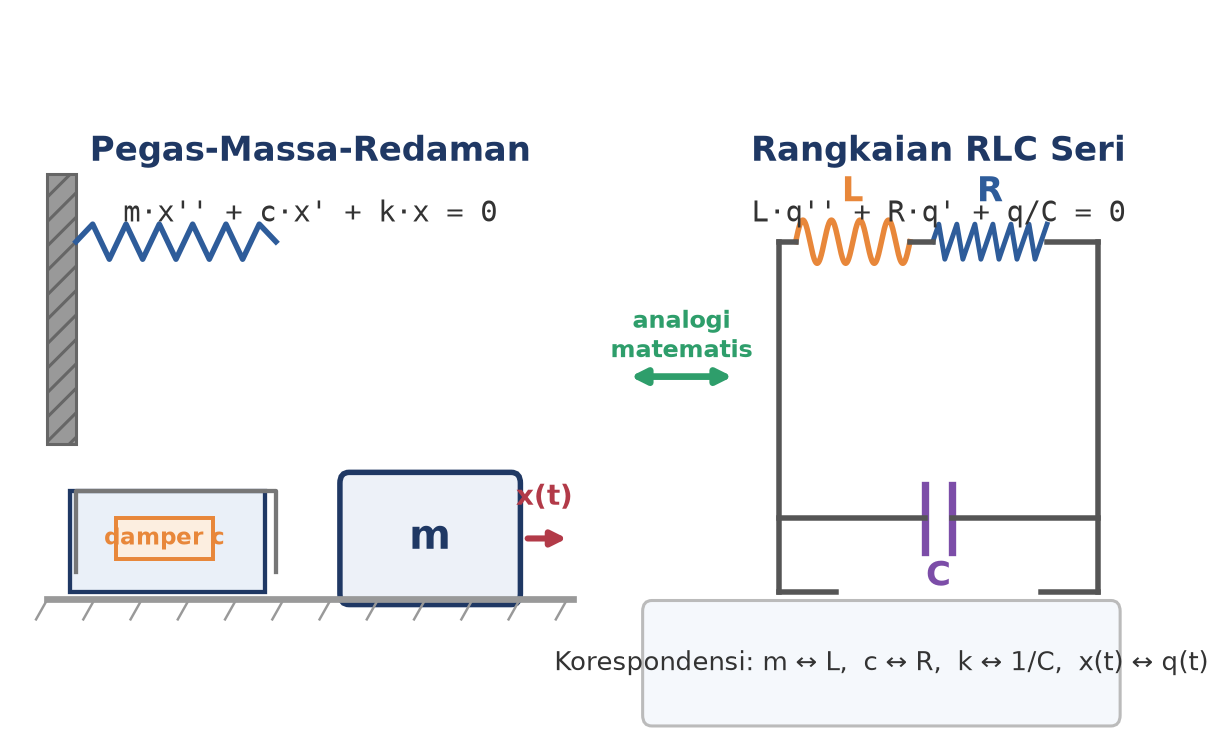 Pegas-Massa-Redaman
m·x'' + c·x' + k·x = 0
damper c
m
x(t)
analogi
matematis
Rangkaian RLC Seri
L
R
L·q'' + R·q' + q/C = 0
C
Korespondensi: m ↔ L, c ↔ R, k ↔ 1/C, x(t) ↔ q(t)